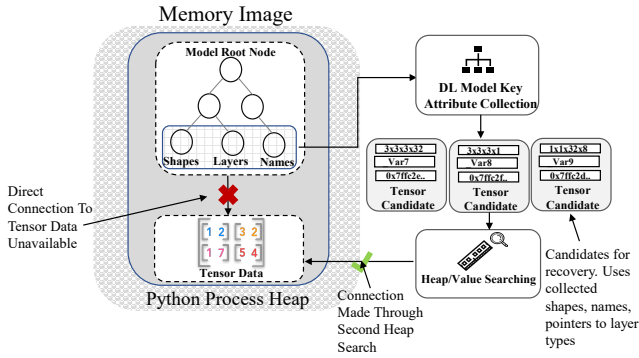 Memory Image
Model Root Node
Shapes
Layers
Names
Direct
Connection To
Tensor Data
Unavailable
1 2
3 2
1 7
5 4
Tensor Data
Python Process Heap
DL Model Key
Attribute Collection
3x3x3x32
_Var7
0x7ffc2e..
Tensor
Candidate
3x3x3x1
_Var8
0x7ffc2f..
Tensor
Candidate
1x1x32x8
_Var9
0x7ffc2d..
Tensor
Candidate
Heap/Value Searching
Connection
Made Through
Second Heap
Search
Candidates for
recovery. Uses
collected
shapes, names,
pointers to layer
types